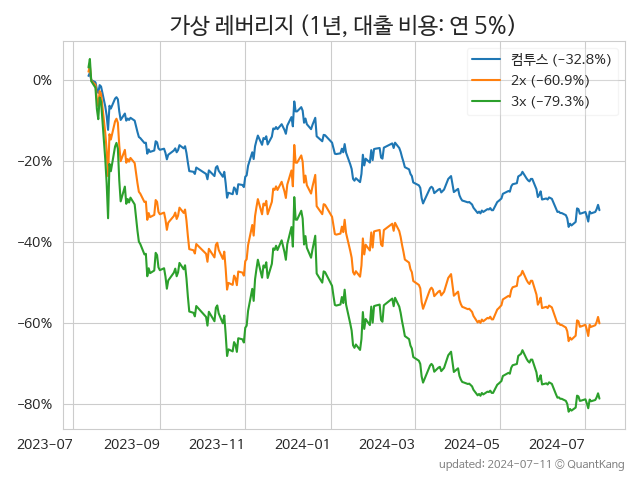 가상 레버리지 (1년, 대출 비용: 연 5%)
컴투스 (−32.8%)
2x (−60.9%)
3x (−79.3%)
0%
−20%
−40%
−60%
−80%
2023-07 2023-09 2023-11 2024-01 2024-03 2024-05 2024-07
updated: 2024-07-11 © QuantKang